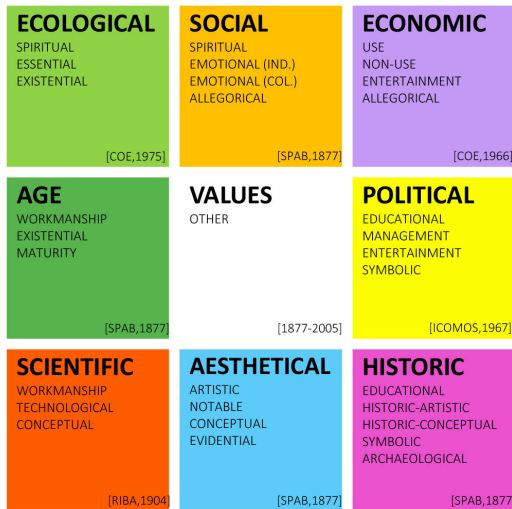 ECOLOGICAL
SPIRITUAL
ESSENTIAL
EXISTENTIAL
[COE,1975]
SOCIAL
SPIRITUAL
EMOTIONAL (IND.)
EMOTIONAL (COL.)
ALLEGORICAL
[SPAB,1877]
ECONOMIC
USE
NON-USE
ENTERTAINMENT
ALLEGORICAL
[COE,1966]
AGE
WORKMANSHIP
EXISTENTIAL
MATURITY
[SPAB,1877]
VALUES
OTHER
[1877-2005]
POLITICAL
EDUCATIONAL
MANAGEMENT
ENTERTAINMENT
SYMBOLIC
[ICOMOS,1967]
SCIENTIFIC
WORKMANSHIP
TECHNOLOGICAL
CONCEPTUAL
[RIBA,1904]
AESTHETICAL
ARTISTIC
NOTABLE
CONCEPTUAL
EVIDENTIAL
[SPAB,1877]
HISTORIC
EDUCATIONAL
HISTORIC-ARTISTIC
HISTORIC-CONCEPTUAL
SYMBOLIC
ARCHAEOLOGICAL
[SPAB,1877